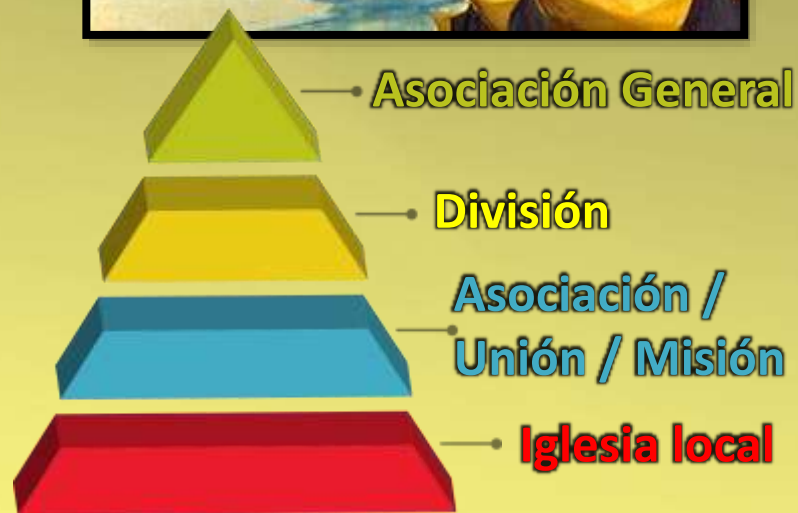 Asociación General
División
Asociación /
Unión / Misión
Iglesia local